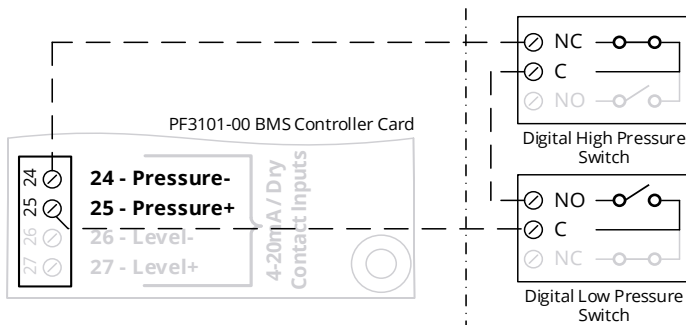 NC
C
NO
Digital High Pressure
Switch
PF3101-00 BMS Controller Card
24
25
26
27
24 - Pressure-
25 - Pressure+
26 - Level-
27 - Level+
4-20mA / Dry
Contact Inputs
NO
C
NC
Digital Low Pressure
Switch